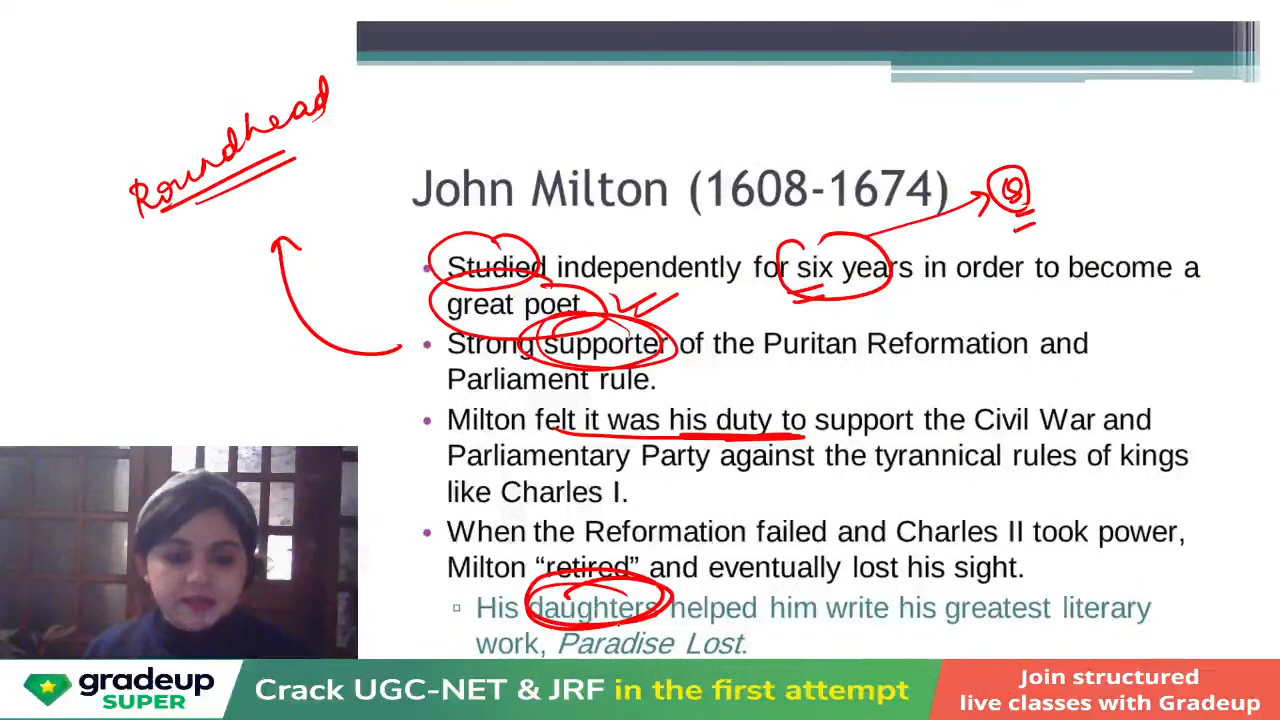 Roundhead
John Milton (1608-1674)
• Studied independently for six years in order to become a
great poet.
• Strong supporter of the Puritan Reformation and
Parliament rule.
• Milton felt it was his duty to support the Civil War and
Parliamentary Party against the tyrannical rules of kings
like Charles I.
• When the Reformation failed and Charles II took power,
Milton “retired” and eventually lost his sight.
▫ His daughters helped him write his greatest literary
work, Paradise Lost.
gradeup
SUPER
Crack UGC-NET & JRF in the first attempt
Join structured
live classes with Gradeup